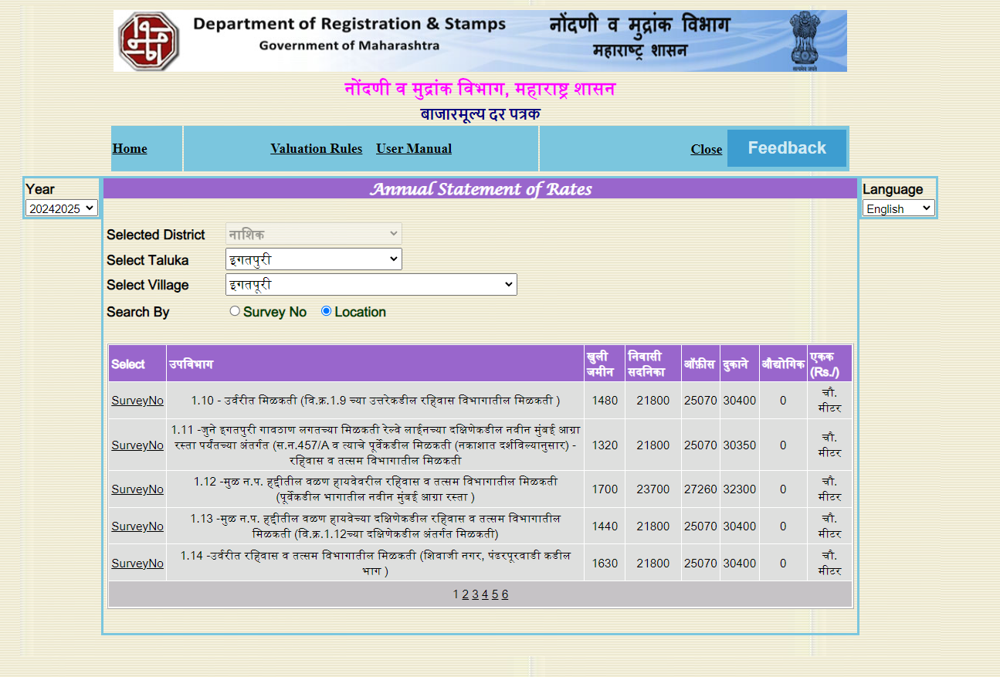 Department of Registration & Stamps
Government of Maharashtra
नोंदणी व मुद्रांक विभाग
महाराष्ट्र शासन
नोंदणी व मुद्रांक विभाग, महाराष्ट्र शासन
बाजारमूल्य दर पत्रक
Home Valuation Rules User Manual Close Feedback
Year
20242025
Annual Statement of Rates
Language
English
Selected District नाशिक
Select Taluka इगतपुरी
Select Village इगतपूरी
Search By Survey No Location
Select उपविभाग खुली जमीन निवासी सदनिका ऑफ़ीस दुकाने औद्योगिक एकक (Rs./)
SurveyNo 1.10 - उर्वरीत मिळकती (वि.क्र.1.9 च्या उत्तरेकडील रहिवास विभागातील मिळकती ) 1480 21800 25070 30400 0 चौ. मीटर
SurveyNo 1.11 -जुने इगतपुरी गावठाण लगतच्या मिळकती रेल्वे लाईनच्या दक्षिणेकडील नवीन मुंबई आग्रा
रस्ता पर्यंतच्या अंतर्गत (स.न.457/A व त्याचे पूर्वेकडील मिळकती (नकाशात दर्शविल्यानुसार) -
रहिवास व तत्सम विभागातील मिळकती 1320 21800 25070 30350 0 चौ. मीटर
SurveyNo 1.12 -मुळ न.प. हद्दीतील वळण हायवेवरील रहिवास व तत्सम विभागातील मिळकती
(पूर्वेकडील भागातील नवीन मुंबई आग्रा रस्ता ) 1700 23700 27260 32300 0 चौ. मीटर
SurveyNo 1.13 -मुळ न.प. हद्दीतील वळण हायवेच्या दक्षिणेकडील रहिवास व तत्सम विभागातील
मिळकती (वि.क्र.1.12च्या दक्षिणेकडील अंतर्गत मिळकती) 1440 21800 25070 30400 0 चौ. मीटर
SurveyNo 1.14 -उर्वरीत रहिवास व तत्सम विभागातील मिळकती (शिवाजी नगर, पंढरपूरवाडी कडील
भाग ) 1630 21800 25070 30400 0 चौ. मीटर
1 2 3 4 5 6